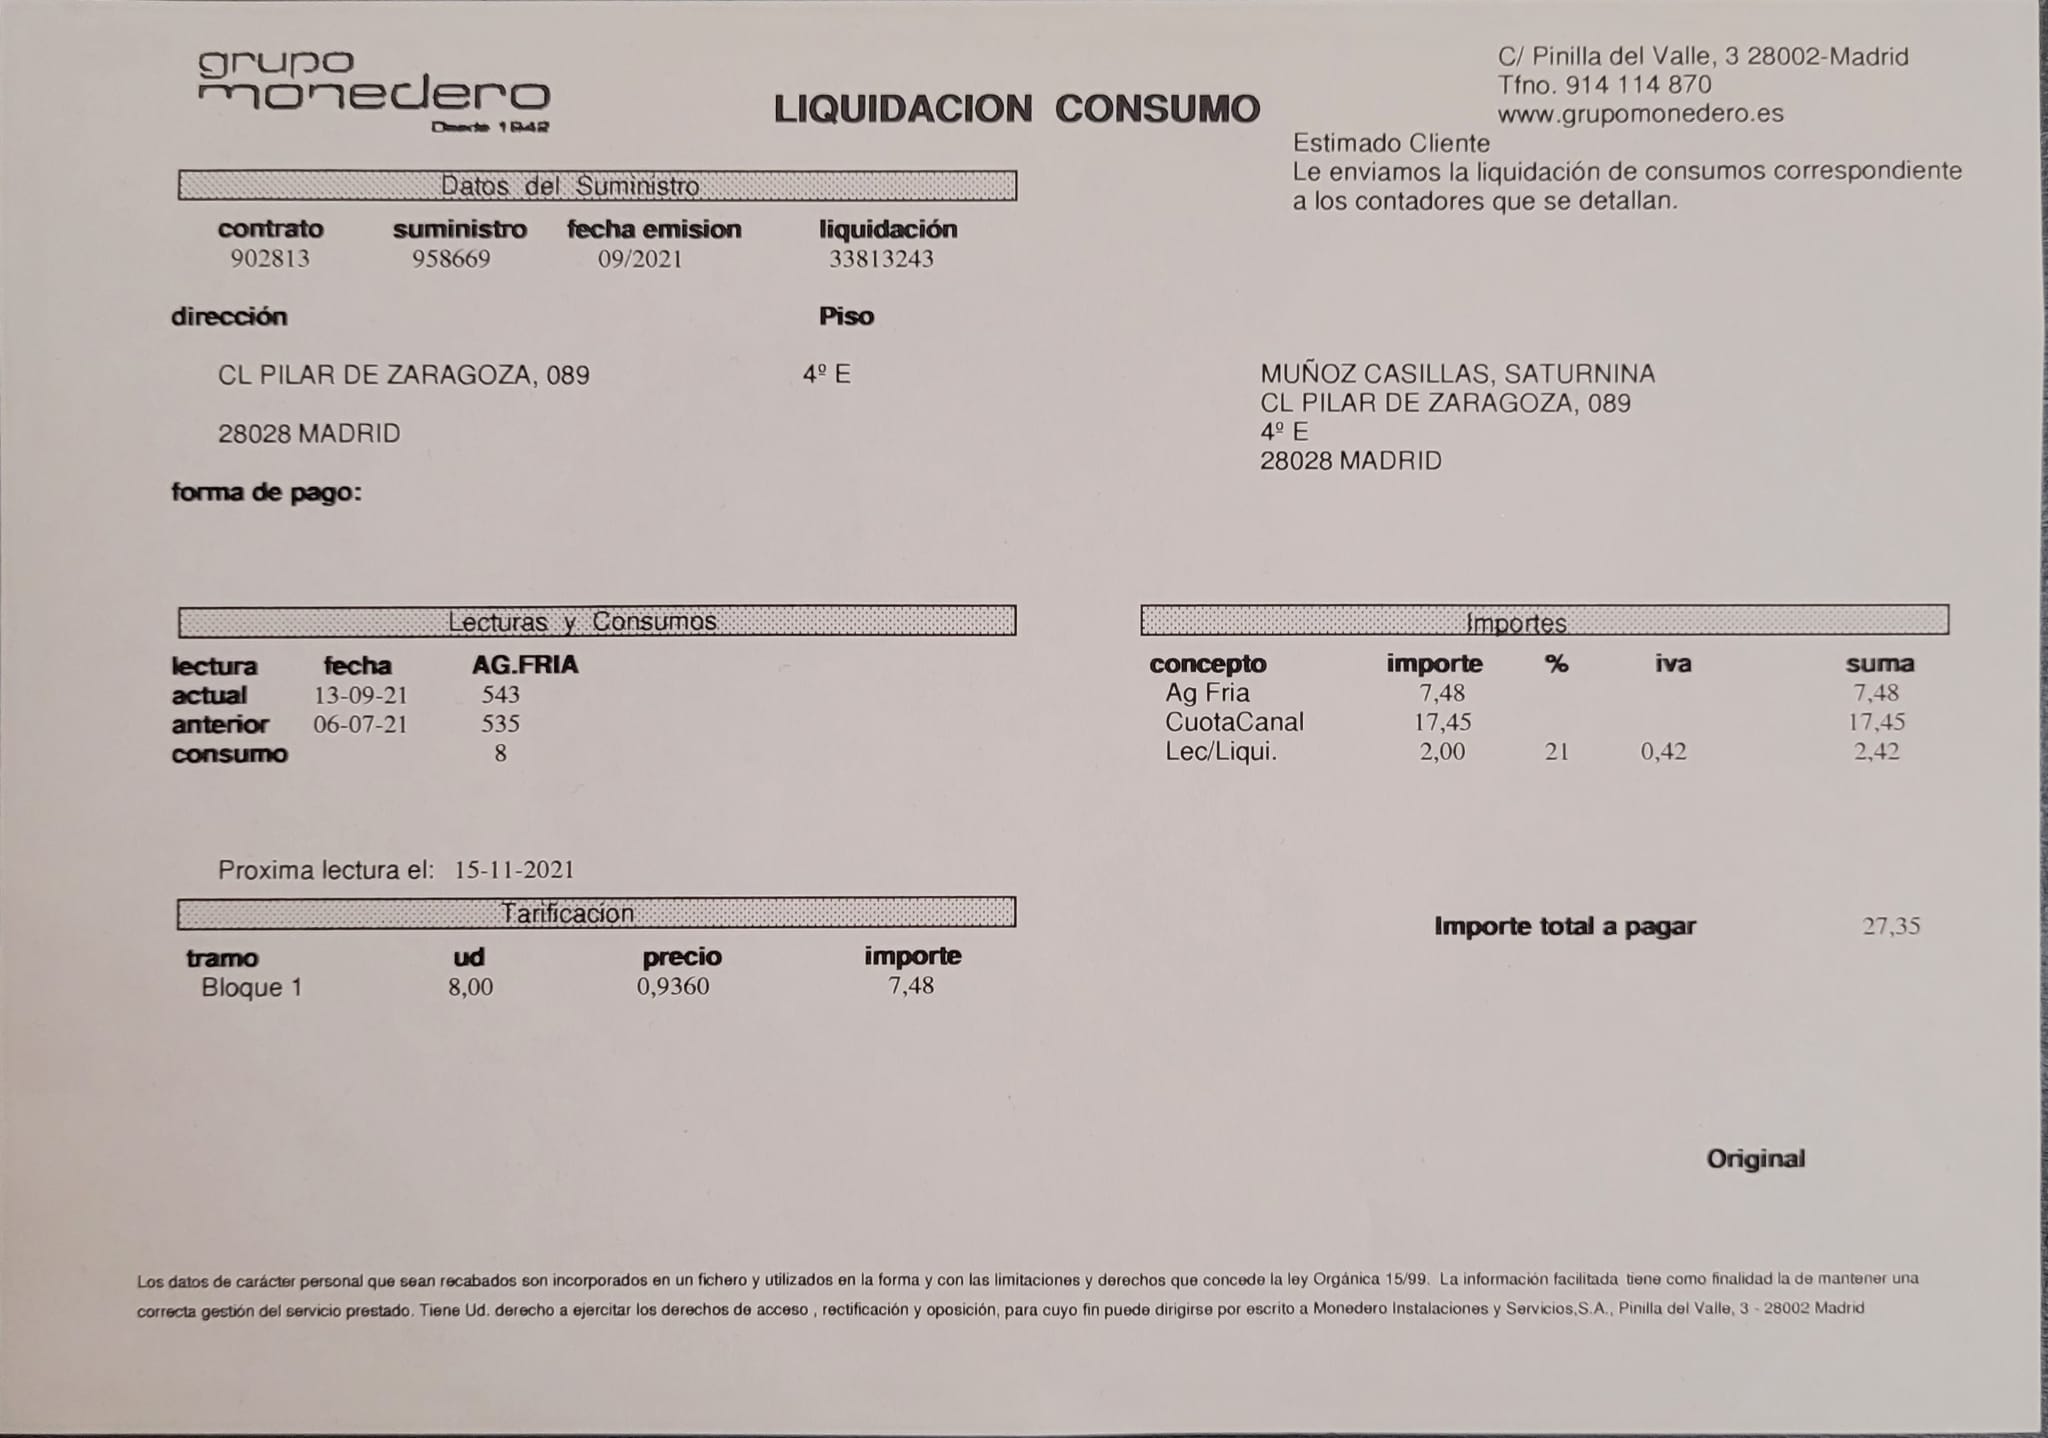 grupo
monedero
Desde 1942
LIQUIDACION CONSUMO
C/ Pinilla del Valle, 3 28002-Madrid
Tfno. 914 114 870
www.grupomonedero.es
Estimado Cliente
Le enviamos la liquidación de consumos correspondiente
a los contadores que se detallan.
Datos del Suministro
contrato suministro fecha emision liquidación
902813 958669 09/2021 33813243
dirección Piso
CL PILAR DE ZARAGOZA, 089 4º E
28028 MADRID
forma de pago:
MUÑOZ CASILLAS, SATURNINA
CL PILAR DE ZARAGOZA, 089
4º E
28028 MADRID
Lecturas y Consumos
lectura fecha AG.FRIA
actual 13-09-21 543
anterior 06-07-21 535
consumo 8
Importes
concepto importe % iva suma
Ag Fria 7,48 7,48
CuotaCanal 17,45 17,45
Lec/Liqui. 2,00 21 0,42 2,42
Proxima lectura el: 15-11-2021
Tarificacion
tramo ud precio importe
Bloque 1 8,00 0,9360 7,48
Importe total a pagar 27,35
Original
Los datos de carácter personal que sean recabados son incorporados en un fichero y utilizados en la forma y con las limitaciones y derechos que concede la ley Orgánica 15/99. La información facilitada tiene como finalidad la de mantener una
correcta gestión del servicio prestado. Tiene Ud. derecho a ejercitar los derechos de acceso , rectificación y oposición, para cuyo fin puede dirigirse por escrito a Monedero Instalaciones y Servicios,S.A., Pinilla del Valle, 3 - 28002 Madrid